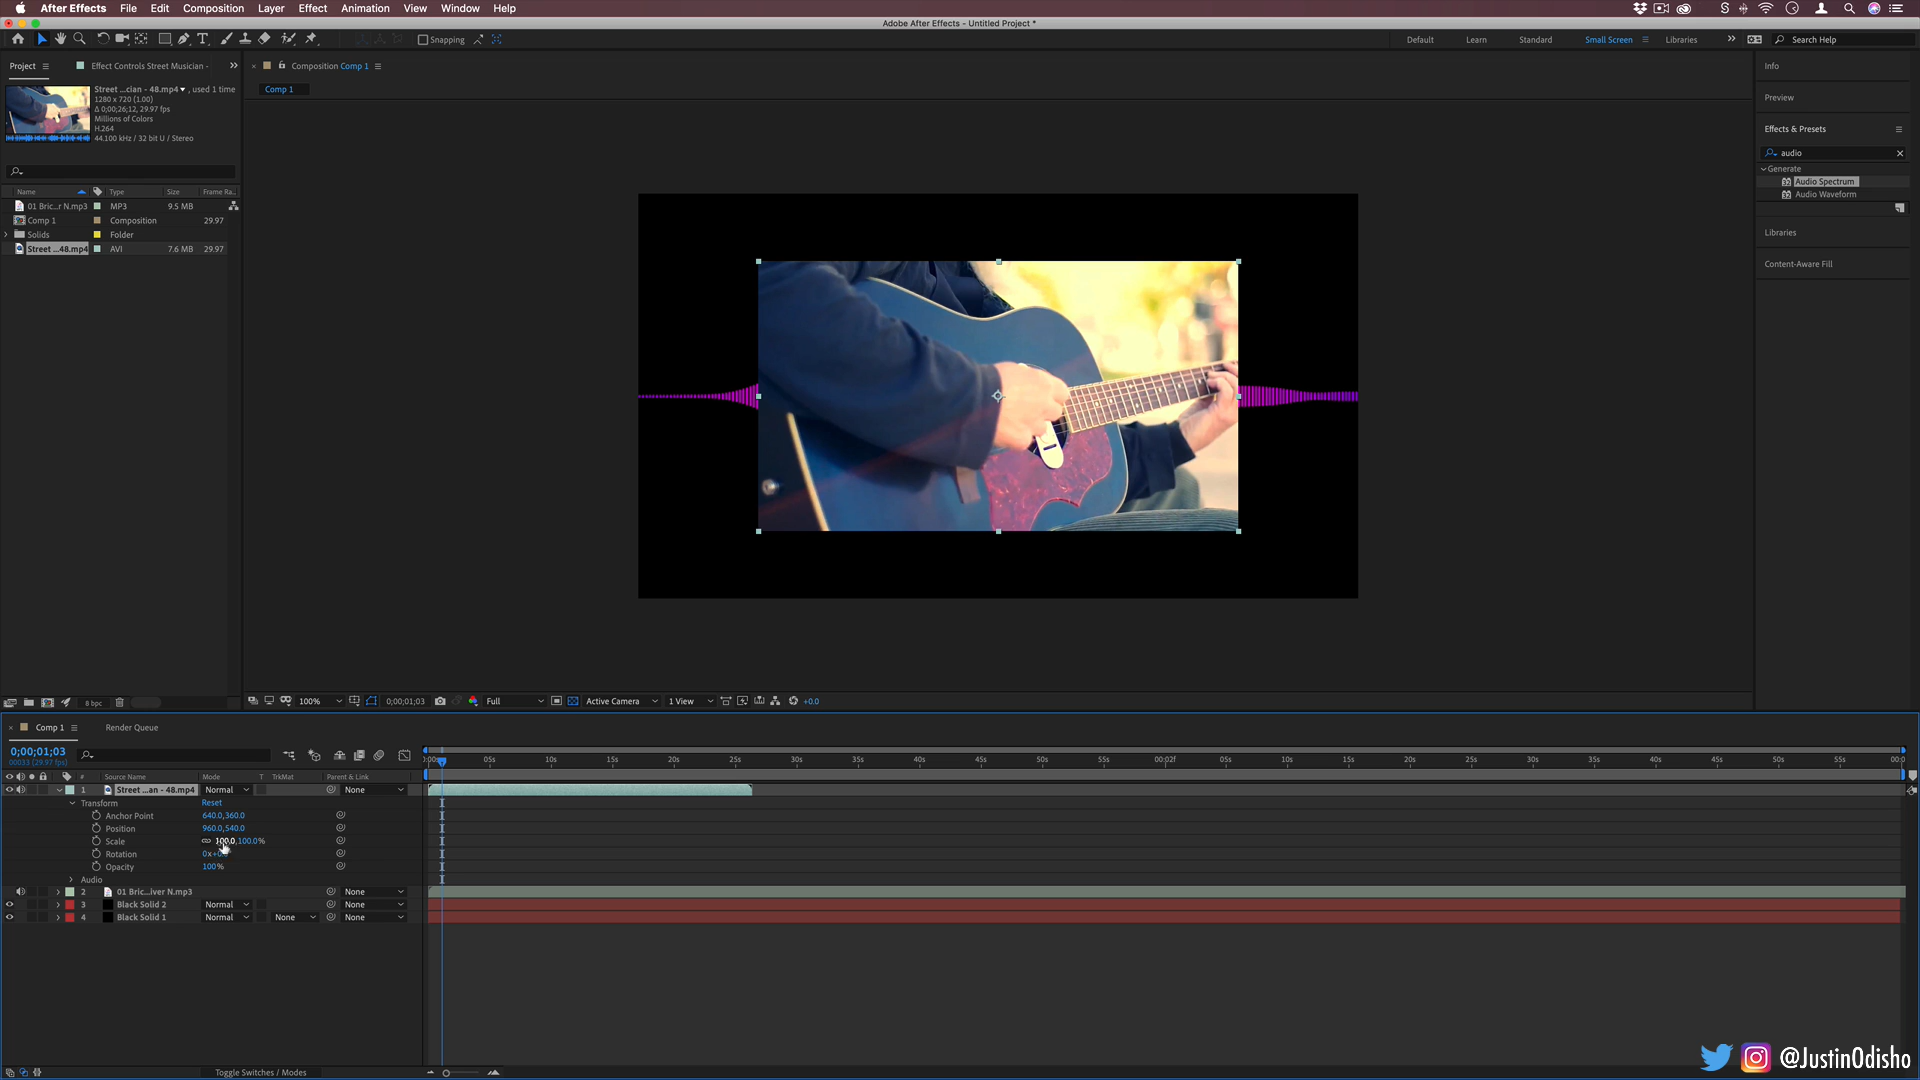 After Effects File Edit Composition Layer Effect Animation View Window Help
Adobe After Effects - Untitled Project *
Snapping Default Learn Standard Small Screen Libraries Search Help
Project Effect Controls Street Musician -
Street ...cian - 48.mp4, used 1 time
1280 x 720 (1.00)
Δ 0;00;26;12, 29.97 fps
Millions of Colors
H.264
44.100 kHz / 32 bit U / Stereo
Name Type Size Frame Ra...
01 Bric...r N.mp3 MP3 9.5 MB
Comp 1 Composition 29.97
Solids Folder
Street ...48.mp4 AVI 7.6 MB 29.97
Composition Comp 1
Comp 1
Info
Preview
Effects & Presets
audio
Generate
Audio Spectrum
Audio Waveform
Libraries
Content-Aware Fill
8 bpc
100% 0;00;01;03 Full Active Camera 1 View +0.0
Comp 1 Render Queue
0;00;01;03
00033 (29.97 fps)
# Source Name Mode T TrkMat Parent & Link
:00s 05s 10s 15s 20s 25s 30s 35s 40s 45s 50s 55s 00:02f 05s 10s 15s 20s 25s 30s 35s 40s 45s 50s 55s 00:0
1 Street ...an - 48.mp4 Normal None
Transform Reset
Anchor Point 640.0,360.0
Position 960.0,540.0
Scale 100.0,100.0%
Rotation 0x+0.0
Opacity 100%
Audio
2 01 Bric...iver N.mp3 None
3 Black Solid 2 Normal None
4 Black Solid 1 Normal None None
Toggle Switches / Modes
@JustinOdisho